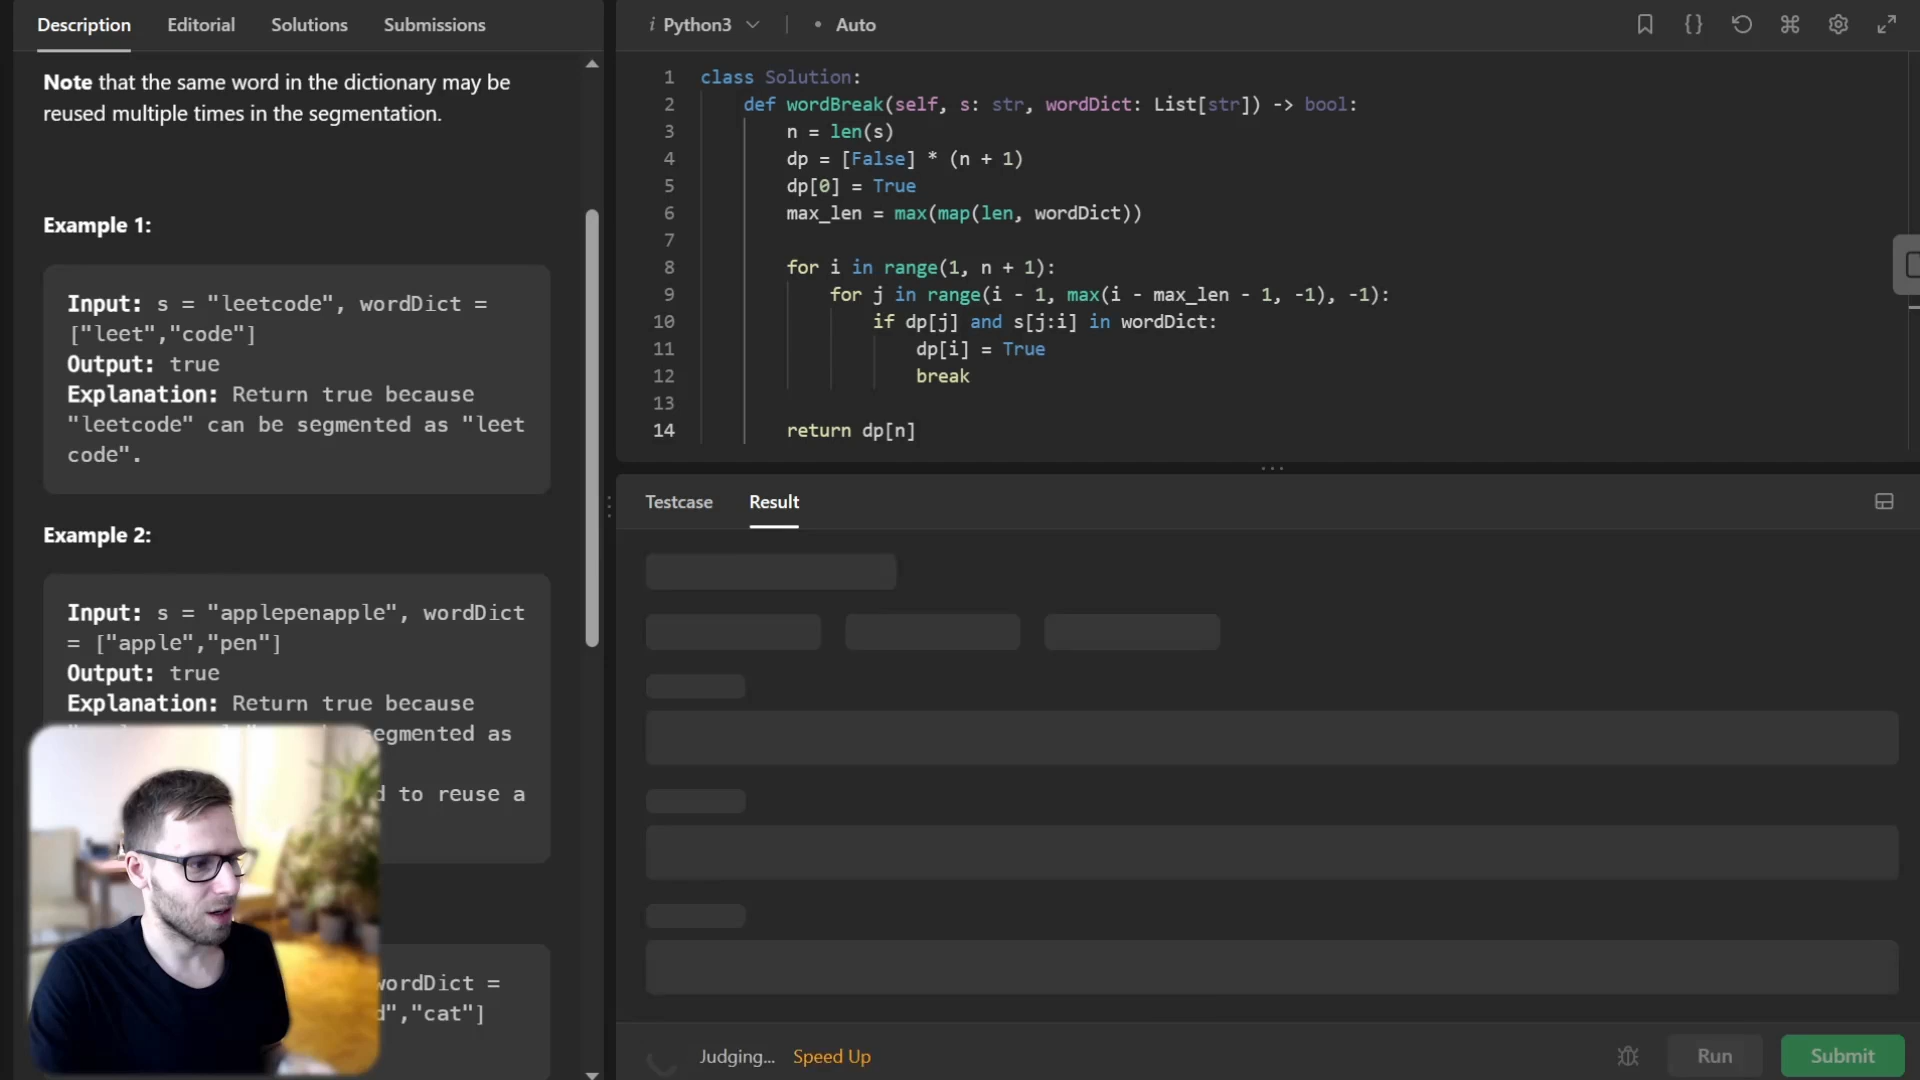 Description Editorial Solutions Submissions
Note that the same word in the dictionary may be
reused multiple times in the segmentation.
Example 1:
Input: s = "leetcode", wordDict =
["leet","code"]
Output: true
Explanation: Return true because
"leetcode" can be segmented as "leet
code".
Example 2:
Input: s = "applepenapple", wordDict
= ["apple","pen"]
Output: true
Explanation: Return true because
segmented as
to reuse a
wordDict =
","cat"]
i Python3 • Auto
1 class Solution:
2 def wordBreak(self, s: str, wordDict: List[str]) -> bool:
3 n = len(s)
4 dp = [False] * (n + 1)
5 dp[0] = True
6 max_len = max(map(len, wordDict))
7
8 for i in range(1, n + 1):
9 for j in range(i - 1, max(i - max_len - 1, -1), -1):
10 if dp[j] and s[j:i] in wordDict:
11 dp[i] = True
12 break
13
14 return dp[n]
Testcase Result
Judging... Speed Up Run Submit